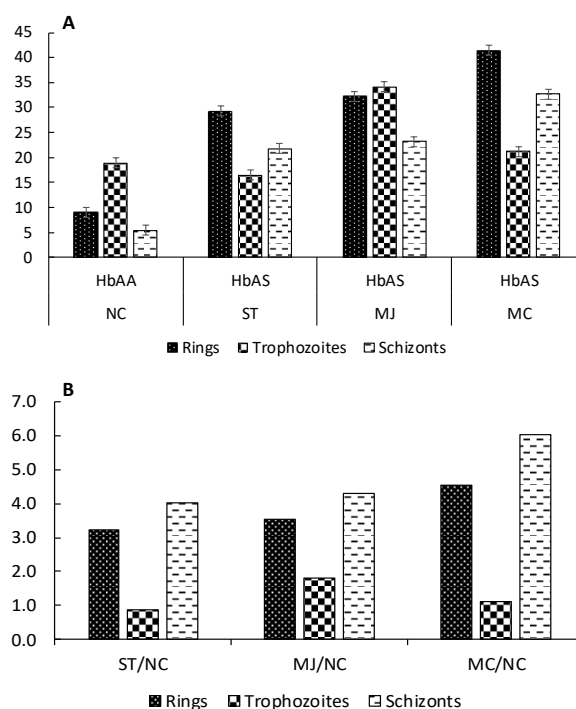 A
45
40
35
30
25
20
15
10
5
0
HbAA HbAS HbAS HbAS
NC ST MJ MC
Rings Trophozoites Schizonts
B
7.0
6.0
5.0
4.0
3.0
2.0
1.0
0.0
ST/NC MJ/NC MC/NC
Rings Trophozoites Schizonts